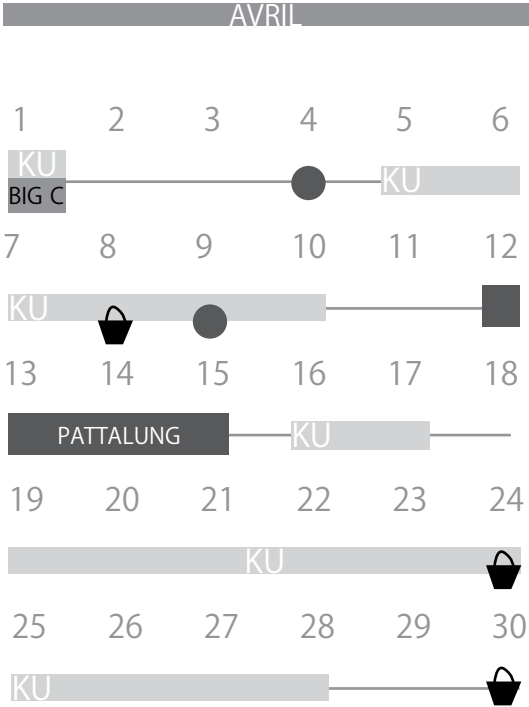 AVRIL
1 2 3 4 5 6
KU
BIG C
KU
7 8 9 10 11 12
KU
13 14 15 16 17 18
PATTALUNG
KU
19 20 21 22 23 24
KU
25 26 27 28 29 30
KU